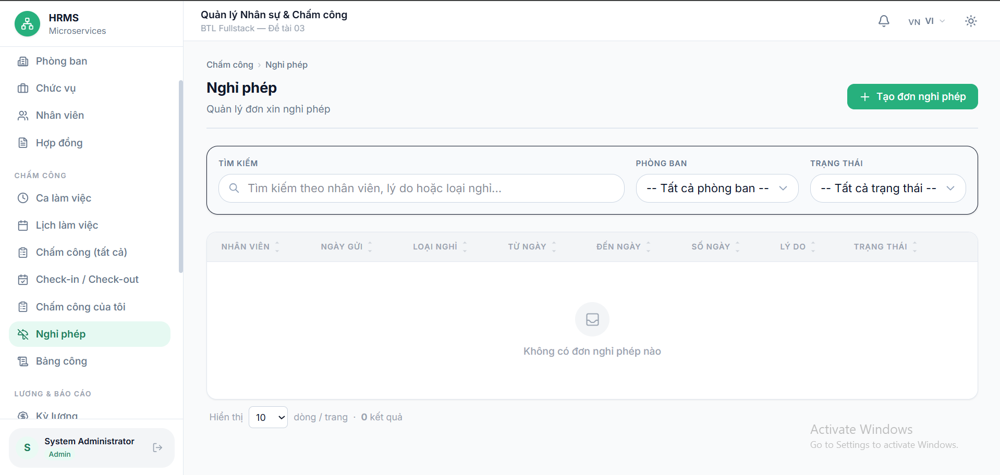 HRMS
Microservices
Phòng ban
Chức vụ
Nhân viên
Hợp đồng
CHẤM CÔNG
Ca làm việc
Lịch làm việc
Chấm công (tất cả)
Check-in / Check-out
Chấm công của tôi
Nghỉ phép
Bảng công
LƯƠNG & BÁO CÁO
Kỳ lương
S
System Administrator
Admin
Quản lý Nhân sự & Chấm công
BTL Fullstack — Đề tài 03
VN VI
Chấm công › Nghỉ phép
Nghỉ phép
Quản lý đơn xin nghỉ phép
Tạo đơn nghỉ phép
TÌM KIẾM
Tìm kiếm theo nhân viên, lý do hoặc loại nghỉ...
PHÒNG BAN
-- Tất cả phòng ban --
TRẠNG THÁI
-- Tất cả trạng thái --
NHÂN VIÊN NGÀY GỬI LOẠI NGHỈ TỪ NGÀY ĐẾN NGÀY SỐ NGÀY LÝ DO TRẠNG THÁI
Không có đơn nghỉ phép nào
Hiển thị 10 dòng / trang · 0 kết quả
Activate Windows
Go to Settings to activate Windows.